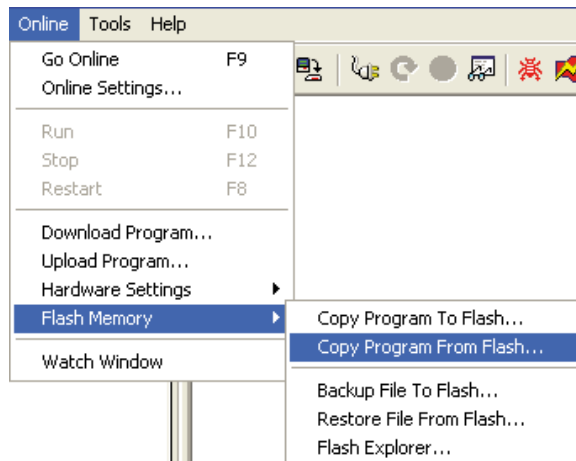 Online Tools Help
Go Online F9
Online Settings...
Run F10
Stop F12
Restart F8
Download Program...
Upload Program...
Hardware Settings
Flash Memory
Watch Window
Copy Program To Flash...
Copy Program From Flash...
Backup File To Flash...
Restore File From Flash...
Flash Explorer...